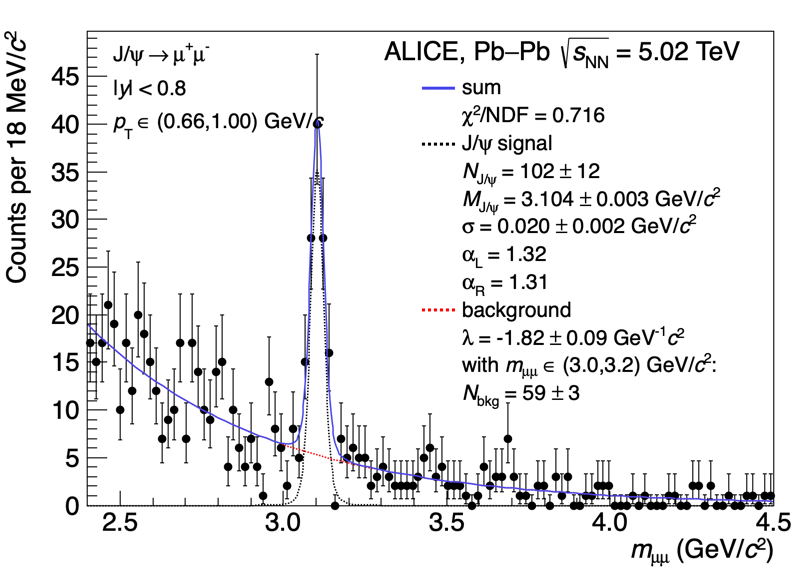 Counts per 18 MeV/c²
45
40
35
30
25
20
15
10
5
0
J/ψ → μ⁺μ⁻
|y| < 0.8
p_T ∈ (0.66,1.00) GeV/c
ALICE, Pb–Pb √s_NN = 5.02 TeV
sum
χ²/NDF = 0.716
J/ψ signal
N_J/ψ = 102 ± 12
M_J/ψ = 3.104 ± 0.003 GeV/c²
σ = 0.020 ± 0.002 GeV/c²
α_L = 1.32
α_R = 1.31
background
λ = -1.82 ± 0.09 GeV⁻¹c²
with m_μμ ∈ (3.0,3.2) GeV/c²:
N_bkg = 59 ± 3
2.5 3.0 3.5 4.0 4.5
m_μμ (GeV/c²)